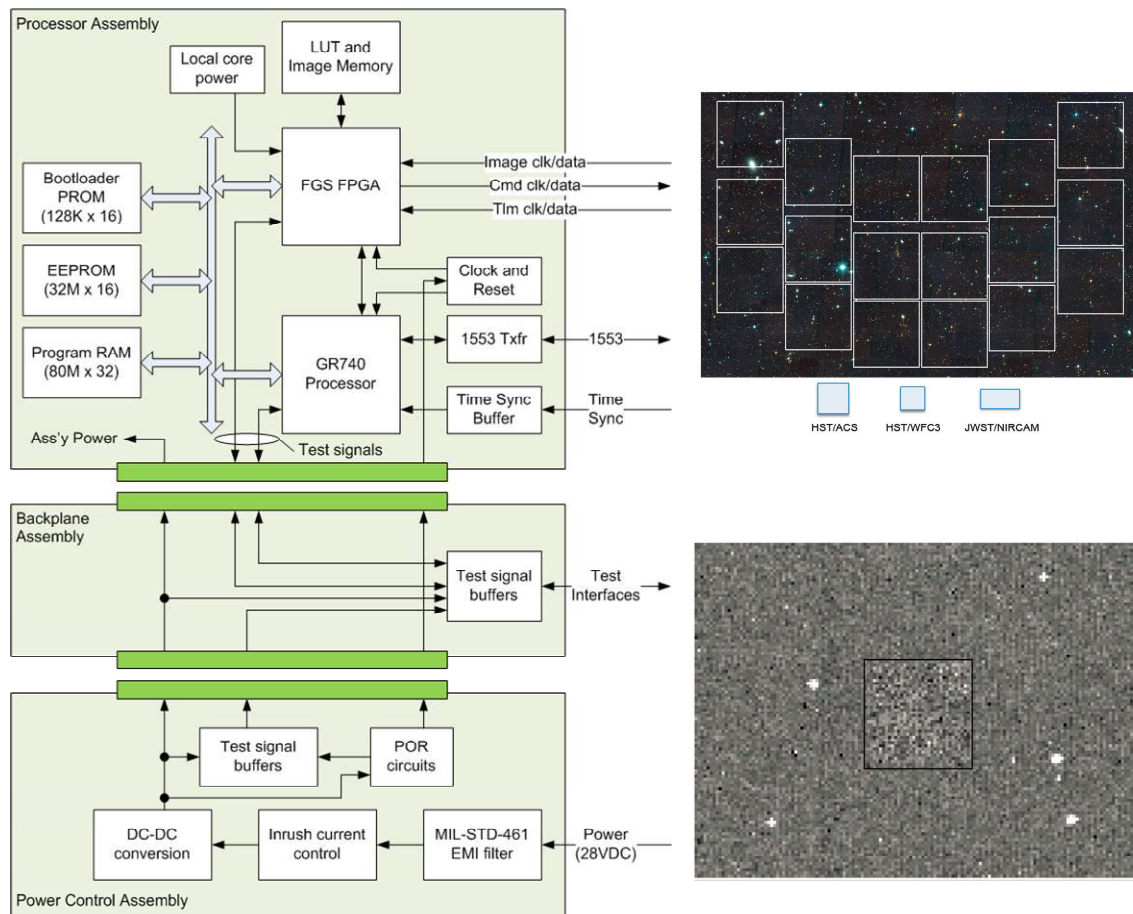 Processor Assembly
Local core
power
LUT and
Image Memory
Bootloader
PROM
(128K x 16)
EEPROM
(32M x 16)
Program RAM
(80M x 32)
FGS FPGA
Image clk/data
Cmd clk/data
Tlm clk/data
Clock and
Reset
GR740
Processor
1553 Txfr
1553
Time Sync
Buffer
Time
Sync
Ass'y Power
Test signals
Backplane
Assembly
Test signal
buffers
Test
Interfaces
Test signal
buffers
POR
circuits
DC-DC
conversion
Inrush current
control
MIL-STD-461
EMI filter
Power
(28VDC)
Power Control Assembly
HST/ACS
HST/WFC3
JWST/NIRCAM